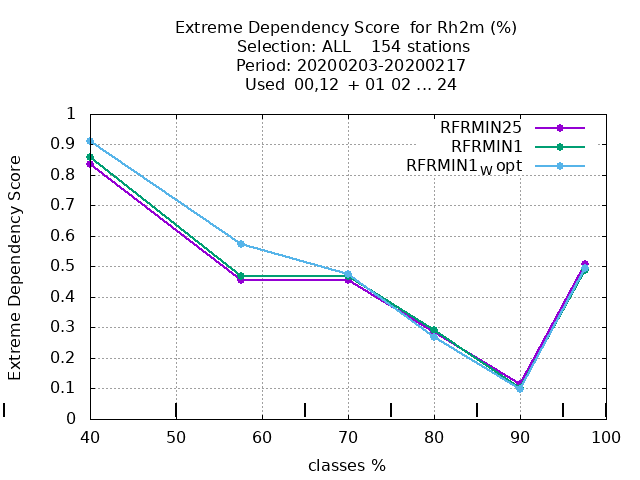 Extreme Dependency Score  for Rh2m (%)
Selection: ALL    154 stations
Period: 20200203-20200217
Used  00,12  + 01 02 ... 24
1
0.9
0.8
0.7
0.6
0.5
0.4
0.3
0.2
0.1
0
Extreme Dependency Score
RFRMIN25
RFRMIN1
RFRMIN1W opt
40 50 60 70 80 90 100
classes %